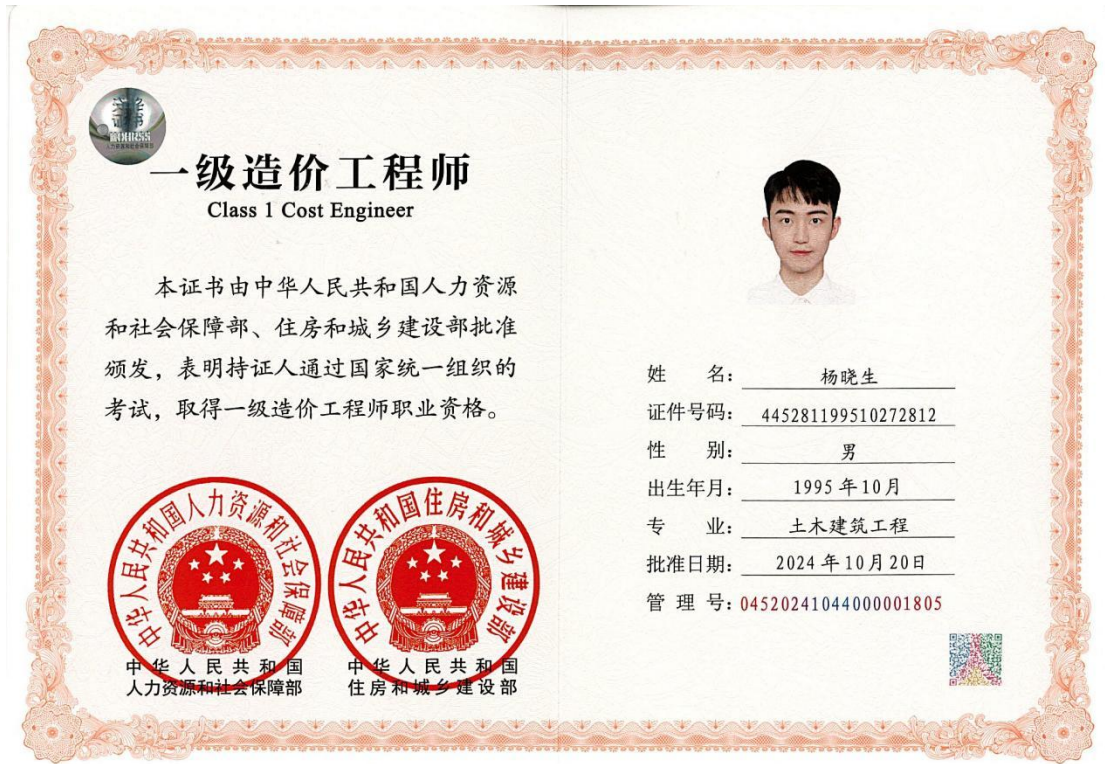 一级造价工程师
Class 1 Cost Engineer
本证书由中华人民共和国人力资源
和社会保障部、住房和城乡建设部批准
颁发，表明持证人通过国家统一组织的
考试，取得一级造价工程师职业资格。
中华人民共和国人力资源和社会保障部
中华人民共和国
人力资源和社会保障部
中华人民共和国住房和城乡建设部
中华人民共和国
住房和城乡建设部
姓 名：杨晓生
证件号码：445281199510272812
性 别：男
出生年月：1995年10月
专 业：土木建筑工程
批准日期：2024年10月20日
管 理 号：04520241044000001805